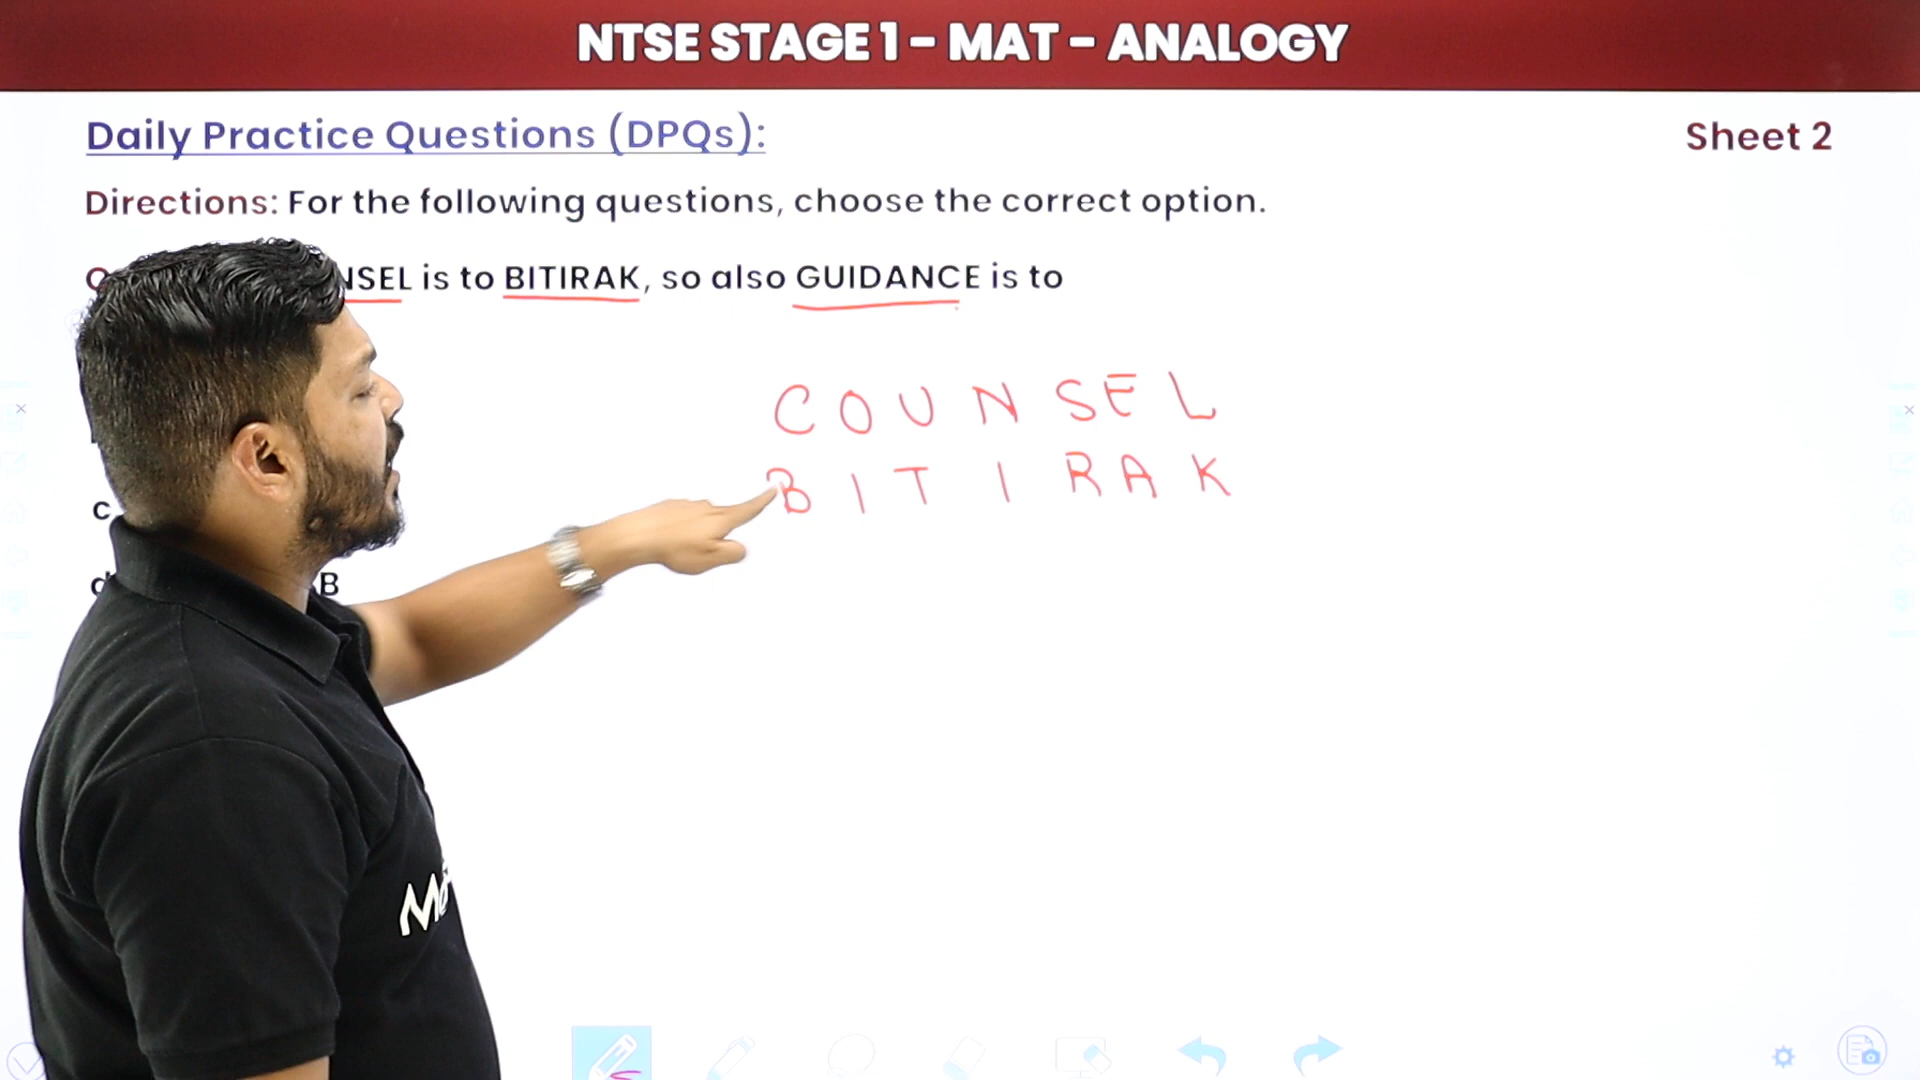 NTSE STAGE 1 - MAT - ANALOGY
Daily Practice Questions (DPQs):
Sheet 2
Directions: For the following questions, choose the correct option.
is to BITIRAK, so also GUIDANCE is to
COUNSEL
BITIRAK
c
B